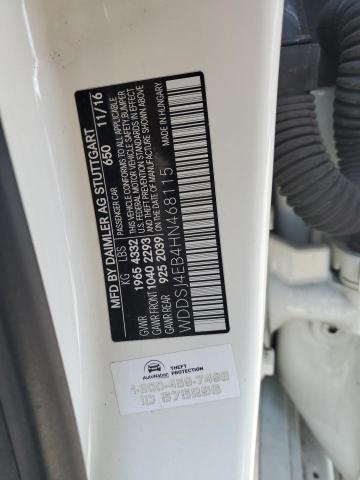 MFD BY DAIMLER AG STUTTGART
PASSENGER CAR 650 11/16
THIS VEHICLE CONFORMS TO ALL APPLICABLE
FEDERAL MOTOR VEHICLE SAFETY, BUMPER
AND THEFT PREVENTION STANDARDS IN EFFECT
ON THE DATE OF MANUFACTURE SHOWN ABOVE
KG LBS
GVWR 1965 4332
GAWR FRONT 1040 2293
GAWR REAR 925 2039
MADE IN HUNGARY
WDDSJ4EB4HN468115
AutoNation THEFT
PROTECTION
1-800-459-7498
ID 575296